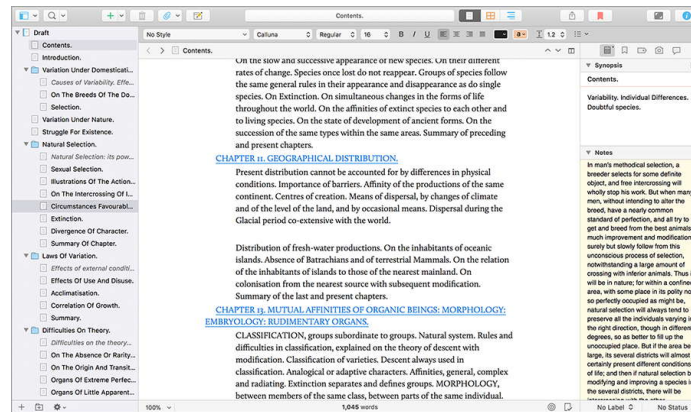 Contents.
No Style
Calluna
Regular
16
B I U
a
1.2
Draft
Contents.
Introduction.
Variation Under Domesticati...
Causes of Variability. Effe...
On The Breeds Of The Do...
Selection.
Variation Under Nature.
Struggle For Existence.
Natural Selection.
Natural Selection: its pow...
Sexual Selection.
Illustrations Of The Action...
On The Intercrossing Of I...
Circumstances Favourabl...
Extinction.
Divergence Of Character.
Summary Of Chapter.
Laws Of Variation.
Effects of external conditi...
Effects Of Use And Disuse.
Acclimatisation.
Correlation Of Growth.
Summary.
Difficulties On Theory.
Difficulties on the theory...
On The Absence Or Rarity...
On The Origin And Transit...
Organs Of Extreme Perfec...
Organs Of Little Apparent...
Contents.
On the slow and successive appearance of new species. On their different
rates of change. Species once lost do not reappear. Groups of species follow
the same general rules in their appearance and disappearance as do single
species. On Extinction. On simultaneous changes in the forms of life
throughout the world. On the affinities of extinct species to each other and
to living species. On the state of development of ancient forms. On the
succession of the same types within the same areas. Summary of preceding
and present chapters.
CHAPTER 11. GEOGRAPHICAL DISTRIBUTION.
Present distribution cannot be accounted for by differences in physical
conditions. Importance of barriers. Affinity of the productions of the same
continent. Centres of creation. Means of dispersal, by changes of climate
and of the level of the land, and by occasional means. Dispersal during the
Glacial period co-extensive with the world.
Distribution of fresh-water productions. On the inhabitants of oceanic
islands. Absence of Batrachians and of terrestrial Mammals. On the relation
of the inhabitants of islands to those of the nearest mainland. On
colonisation from the nearest source with subsequent modification.
Summary of the last and present chapters.
CHAPTER 13. MUTUAL AFFINITIES OF ORGANIC BEINGS: MORPHOLOGY:
EMBRYOLOGY: RUDIMENTARY ORGANS.
CLASSIFICATION, groups subordinate to groups. Natural system. Rules and
difficulties in classification, explained on the theory of descent with
modification. Classification of varieties. Descent always used in
classification. Analogical or adaptive characters. Affinities, general, complex
and radiating. Extinction separates and defines groups. MORPHOLOGY,
between members of the same class, between parts of the same individual.
100%
1,045 words
Synopsis
Contents.
Variability. Individual Differences.
Doubtful species.
Notes
In man's methodical selection, a
breeder selects for some definite
object, and free intercrossing will
wholly stop his work. But when many
men, without intending to alter the
breed, have a nearly common
standard of perfection, and all try to
get and breed from the best animals
much improvement and modification
surely but slowly follow from this
unconscious process of selection,
notwithstanding a large amount of
crossing with inferior animals. Thus i
will be in nature; for within a confined
area, with some place in its polity no
so perfectly occupied as might be,
natural selection will always tend to
preserve all the individuals varying in
the right direction, though in different
degrees, so as better to fill up the
unoccupied place. But if the area be
large, its several districts will almost
certainly present different conditions
of life; and then if natural selection b
modifying and improving a species i
the several districts, there will be
No Label
No Status